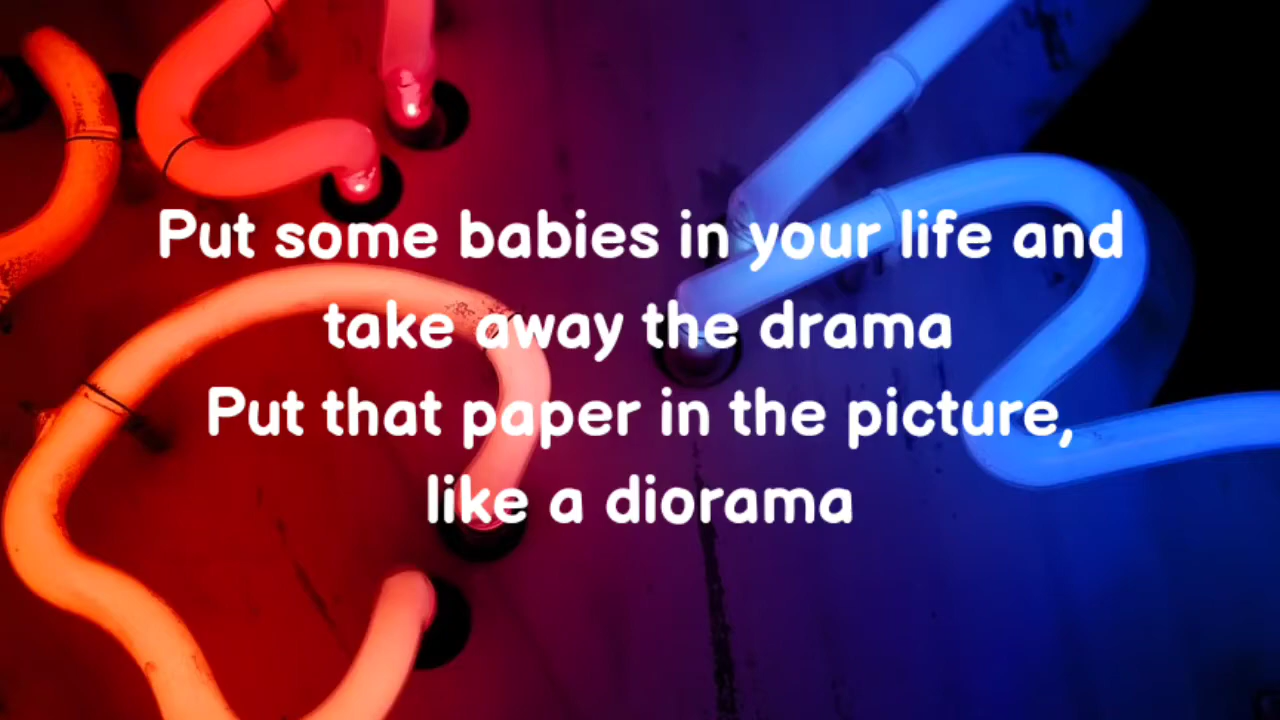 Put some babies in your life and
take away the drama
Put that paper in the picture,
like a diorama